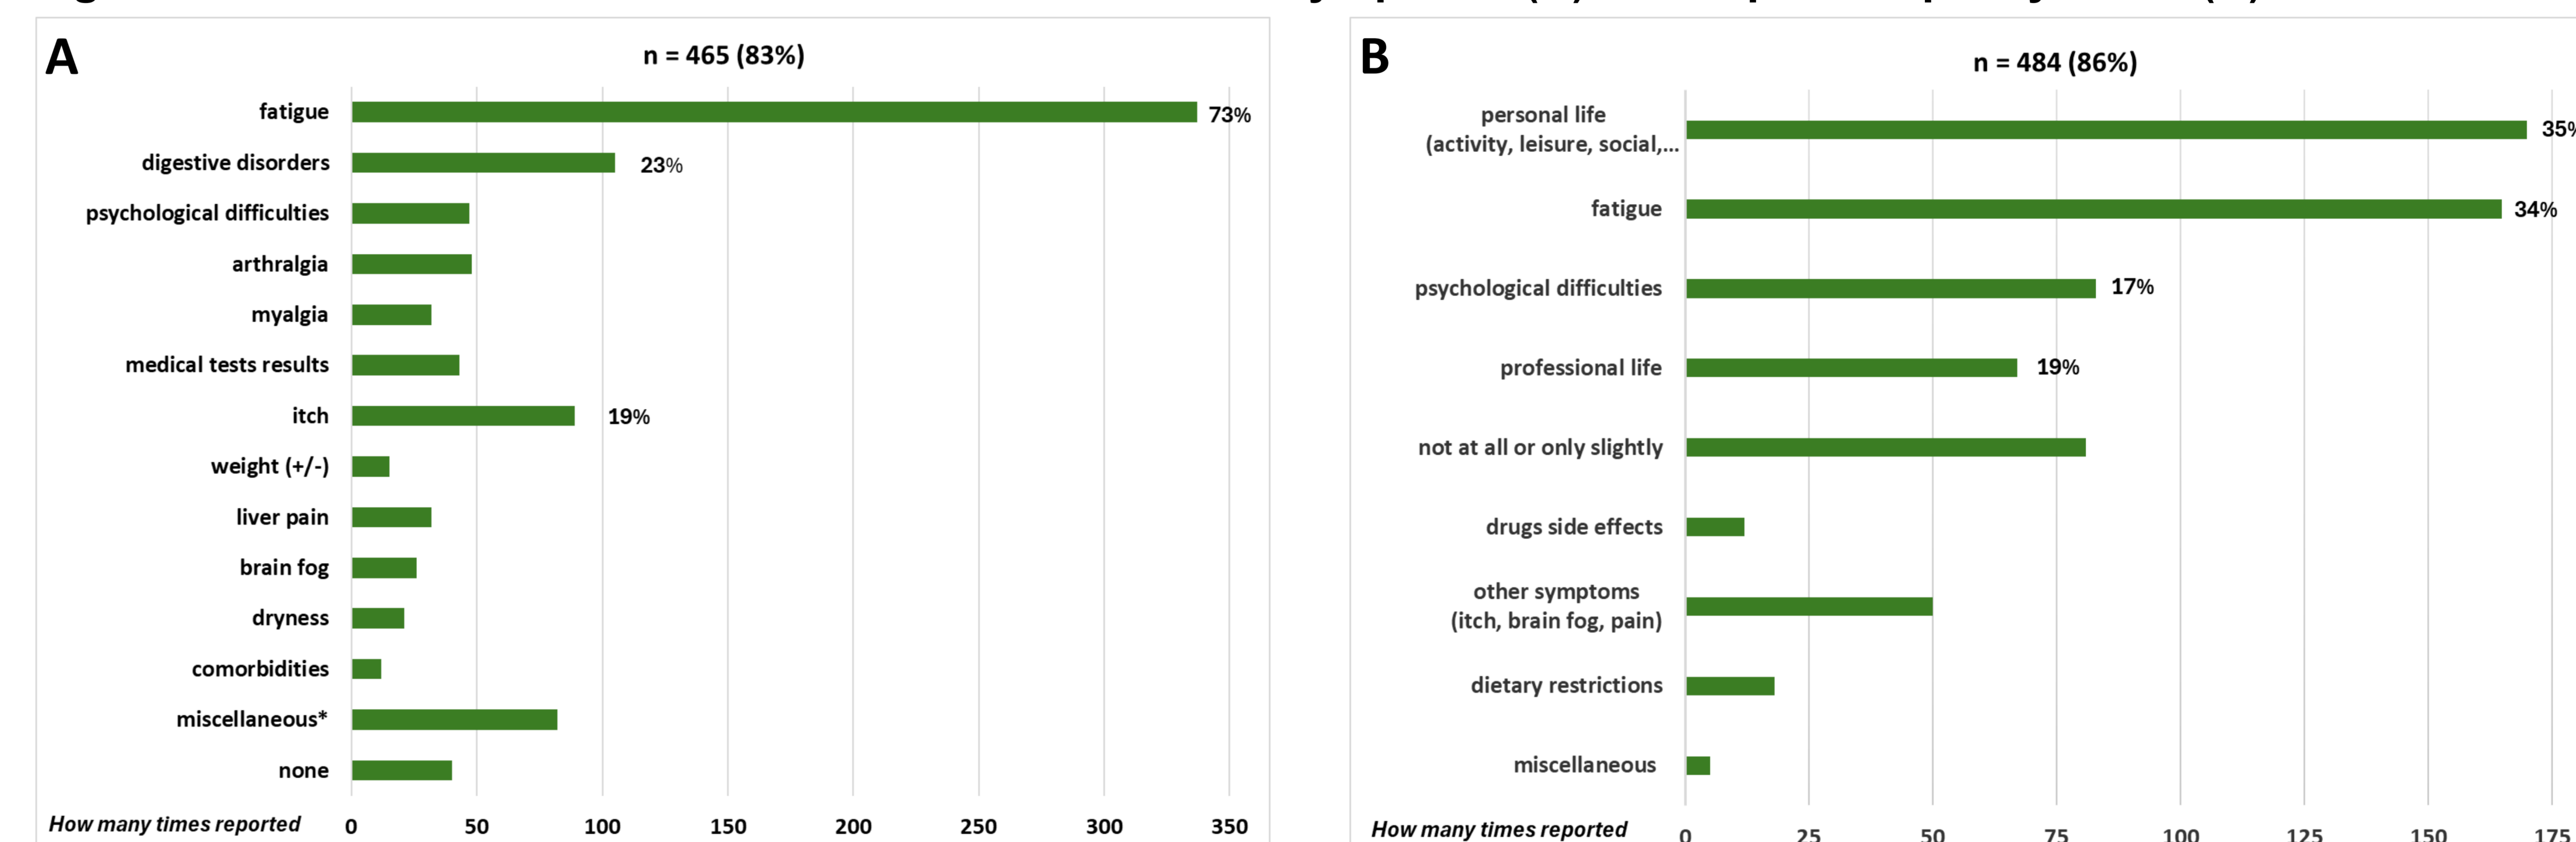 A
n = 465 (83%)
fatigue
73%
digestive disorders
23%
psychological difficulties
arthralgia
myalgia
medical tests results
itch
19%
weight (+/-)
liver pain
brain fog
dryness
comorbidities
miscellaneous*
none
How many times reported
0 50 100 150 200 250 300 350
B
n = 484 (86%)
personal life
(activity, leisure, social,...
35%
fatigue
34%
psychological difficulties
17%
professional life
19%
not at all or only slightly
drugs side effects
other symptoms
(itch, brain fog, pain)
dietary restrictions
miscellaneous
How many times reported
0 25 50 75 100 125 150 175